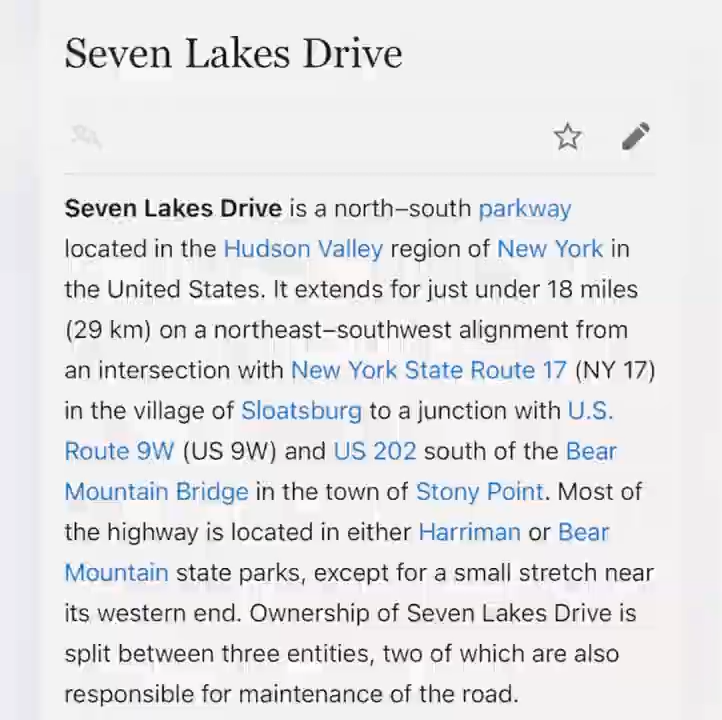 Seven Lakes Drive
Seven Lakes Drive is a north–south parkway
located in the Hudson Valley region of New York in
the United States. It extends for just under 18 miles
(29 km) on a northeast–southwest alignment from
an intersection with New York State Route 17 (NY 17)
in the village of Sloatsburg to a junction with U.S.
Route 9W (US 9W) and US 202 south of the Bear
Mountain Bridge in the town of Stony Point. Most of
the highway is located in either Harriman or Bear
Mountain state parks, except for a small stretch near
its western end. Ownership of Seven Lakes Drive is
split between three entities, two of which are also
responsible for maintenance of the road.